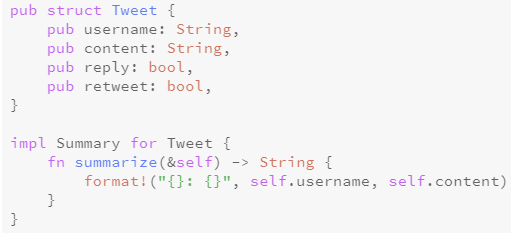 pub struct Tweet {
    pub username: String,
    pub content: String,
    pub reply: bool,
    pub retweet: bool,
}

impl Summary for Tweet {
    fn summarize(&self) -> String {
        format!("{}: {}", self.username, self.content)
    }
}